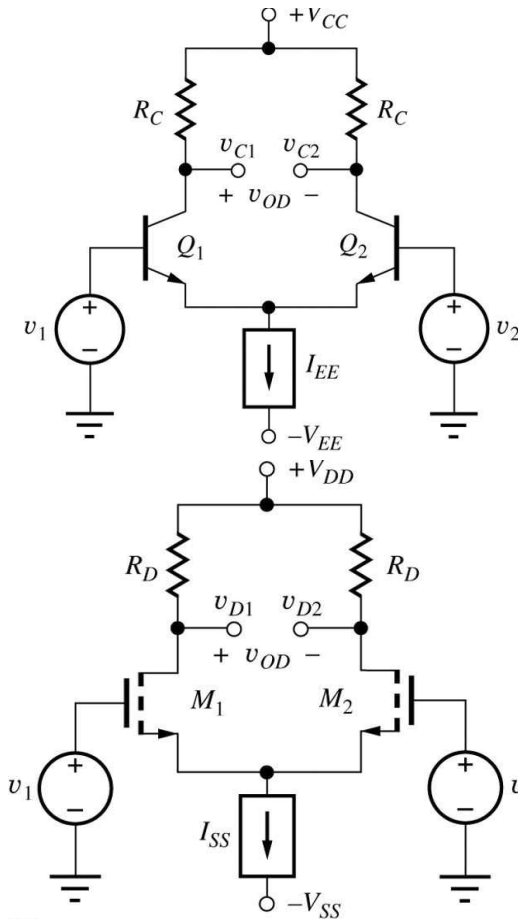 +V_CC
R_C R_C
v_C1 v_C2
+ v_OD −
Q_1 Q_2
+ +
v_1 − − v_2
I_EE
−V_EE
+V_DD
R_D R_D
v_D1 v_D2
+ v_OD −
M_1 M_2
+ +
v_1 − − v
I_SS
−V_SS